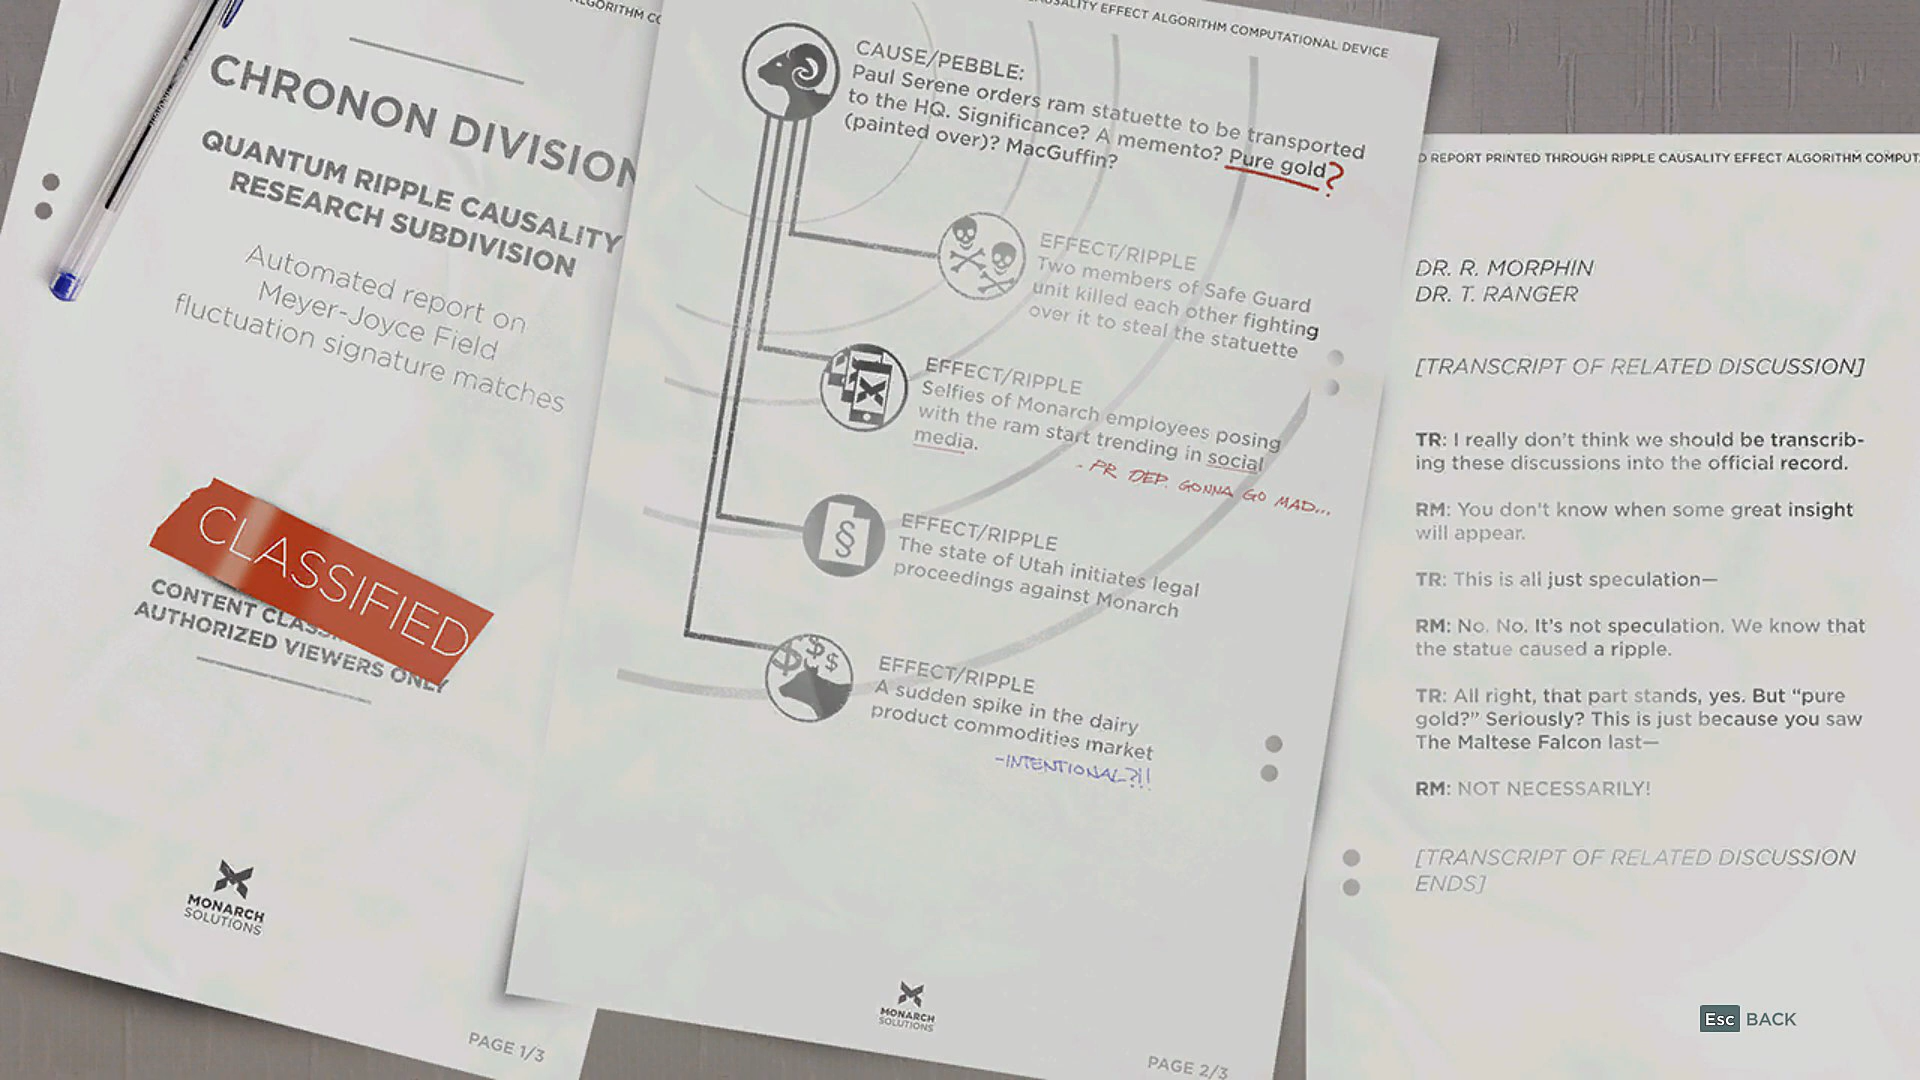 CHRONON DIVISION
QUANTUM RIPPLE CAUSALITY
RESEARCH SUBDIVISION
Automated report on
Meyer-Joyce Field
fluctuation signature matches
CLASSIFIED
CONTENT
AUTHORIZED VIEWERS ONLY
MONARCH
SOLUTIONS
PAGE 1/3
EFFECT ALGORITHM COMPUTATIONAL DEVICE
CAUSE/PEBBLE:
Paul Serene orders ram statuette to be transported
to the HQ. Significance? A memento? Pure gold?
(painted over)? MacGuffin?
EFFECT/RIPPLE
Two members of Safe Guard
unit killed each other fighting
over it to steal the statuette
EFFECT/RIPPLE
Selfies of Monarch employees posing
with the ram start trending in social
media.
- PR DEP. GONNA GO MAD...
EFFECT/RIPPLE
The state of Utah initiates legal
proceedings against Monarch
EFFECT/RIPPLE
A sudden spike in the dairy
product commodities market
-INTENTIONAL?!!
MONARCH
SOLUTIONS
PAGE 2/3
REPORT PRINTED THROUGH RIPPLE CAUSALITY EFFECT ALGORITHM
DR. R. MORPHIN
DR. T. RANGER
[TRANSCRIPT OF RELATED DISCUSSION]
TR: I really don't think we should be transcrib-
ing these discussions into the official record.
RM: You don't know when some great insight
will appear.
TR: This is all just speculation—
RM: No. No. It's not speculation. We know that
the statue caused a ripple.
TR: All right, that part stands, yes. But "pure
gold?" Seriously? This is just because you saw
The Maltese Falcon last—
RM: NOT NECESSARILY!
[TRANSCRIPT OF RELATED DISCUSSION
ENDS]
Esc BACK